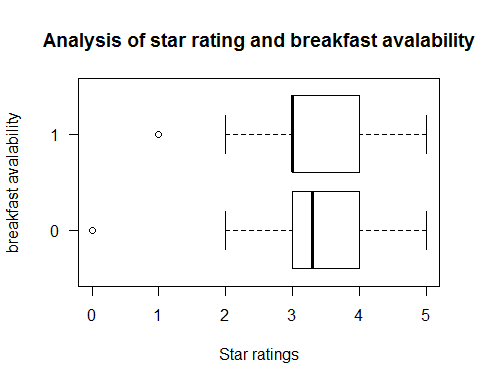 Analysis of star rating and breakfast avalability
breakfast avalability
1
0
0 1 2 3 4 5
Star ratings